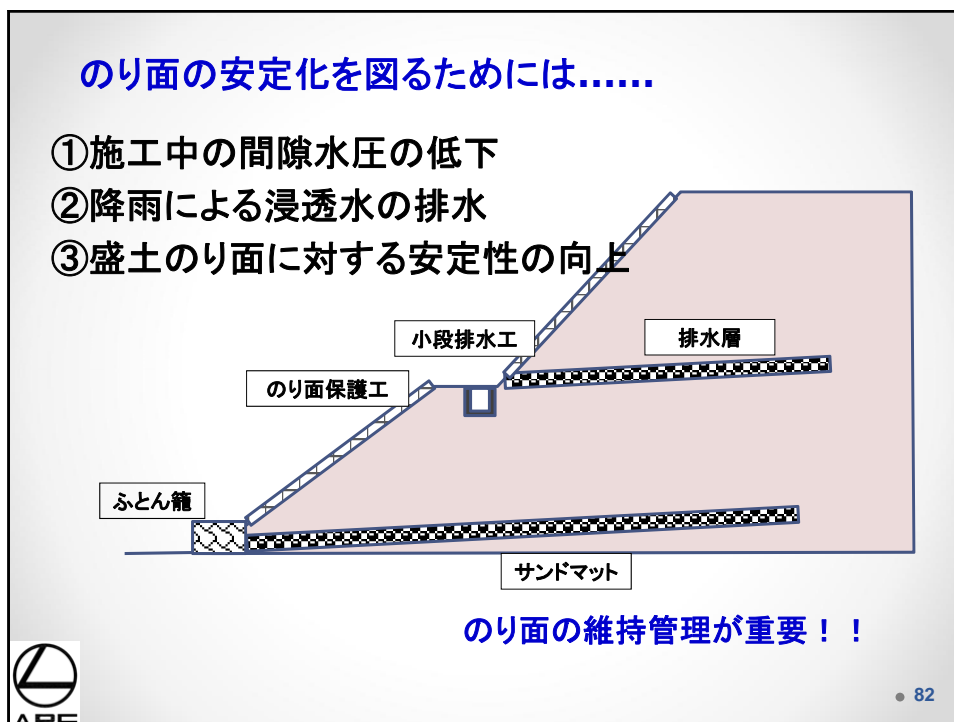 のり面の安定化を図るためには......
①施工中の間隙水圧の低下
②降雨による浸透水の排水
③盛土のり面に対する安定性の向上
小段排水工
排水層
のり面保護工
ふとん籠
サンドマット
のり面の維持管理が重要！！
82